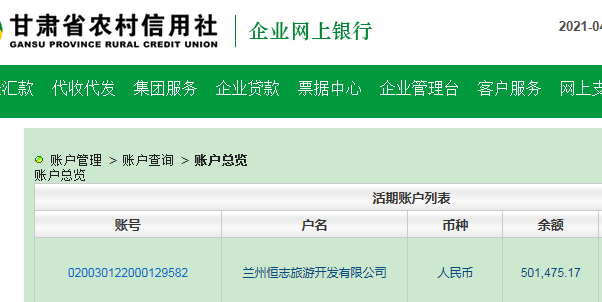 甘肃省农村信用社 企业网上银行 2021-04
GANSU PROVINCE RURAL CREDIT UNION
汇款 代收代发 集团服务 企业贷款 票据中心 企业管理台 客户服务 网上支
账户管理 > 账户查询 > 账户总览
账户总览
活期账户列表
账号 户名 币种 余额
020030122000129582 兰州恒志旅游开发有限公司 人民币 501,475.17